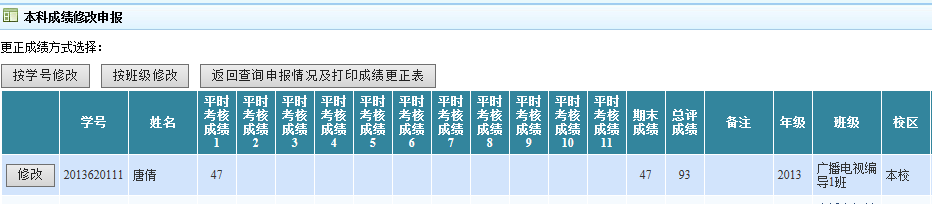 本科成绩修改申报
更正成绩方式选择：
按学号修改 按班级修改 返回查询申报情况及打印成绩更正表
学号 姓名 平时考核成绩1 平时考核成绩2 平时考核成绩3 平时考核成绩4 平时考核成绩5 平时考核成绩6 平时考核成绩7 平时考核成绩8 平时考核成绩9 平时考核成绩10 平时考核成绩11 期末成绩 总评成绩 备注 年级 班级 校区
修改 2013620111 唐倩 47 47 93 2013 广播电视编导1班 本校